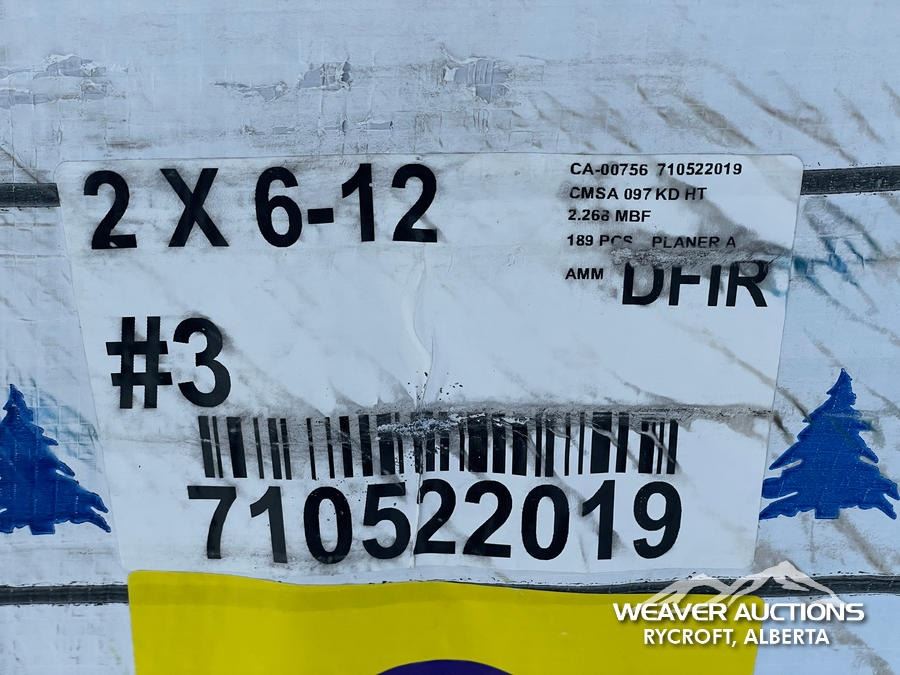 2 X 6-12
CA-00756 710522019
CMSA 097 KD HT
2.268 MBF
189 PCS PLANER A
AMM DFIR
#3
710522019
WEAVER AUCTIONS
RYCROFT, ALBERTA